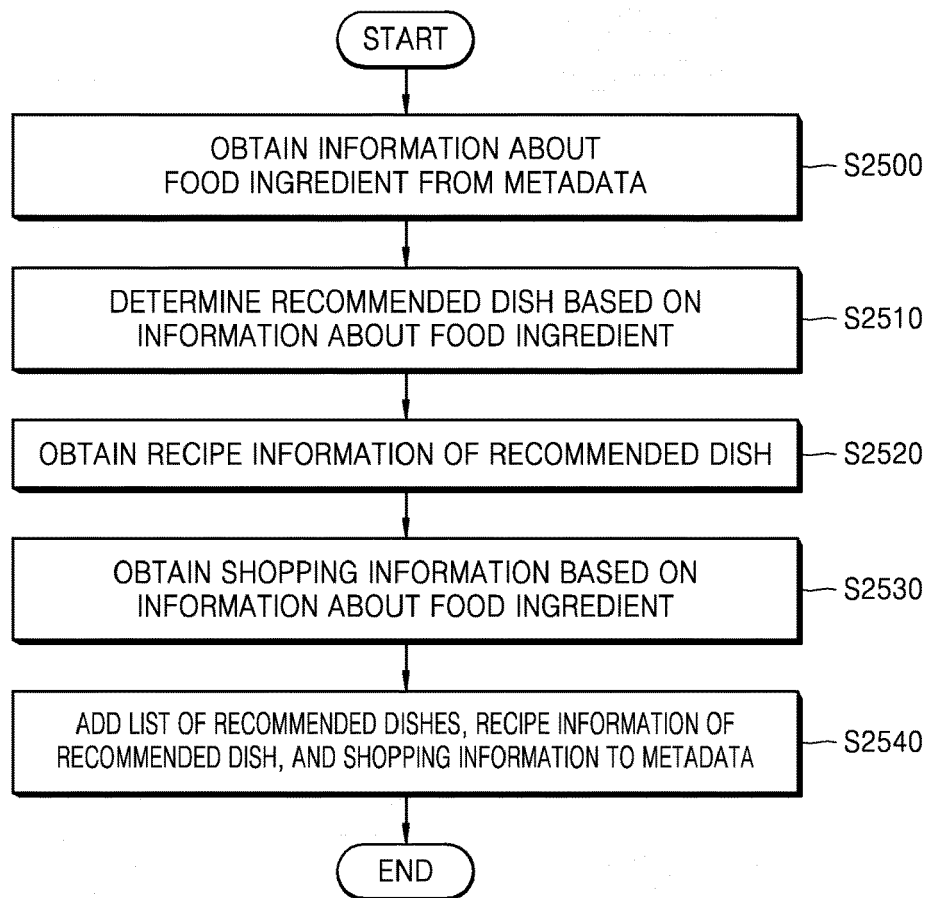 START
OBTAIN INFORMATION ABOUT
FOOD INGREDIENT FROM METADATA
S2500
DETERMINE RECOMMENDED DISH BASED ON
INFORMATION ABOUT FOOD INGREDIENT
S2510
OBTAIN RECIPE INFORMATION OF RECOMMENDED DISH
S2520
OBTAIN SHOPPING INFORMATION BASED ON
INFORMATION ABOUT FOOD INGREDIENT
S2530
ADD LIST OF RECOMMENDED DISHES, RECIPE INFORMATION OF
RECOMMENDED DISH, AND SHOPPING INFORMATION TO METADATA
S2540
END